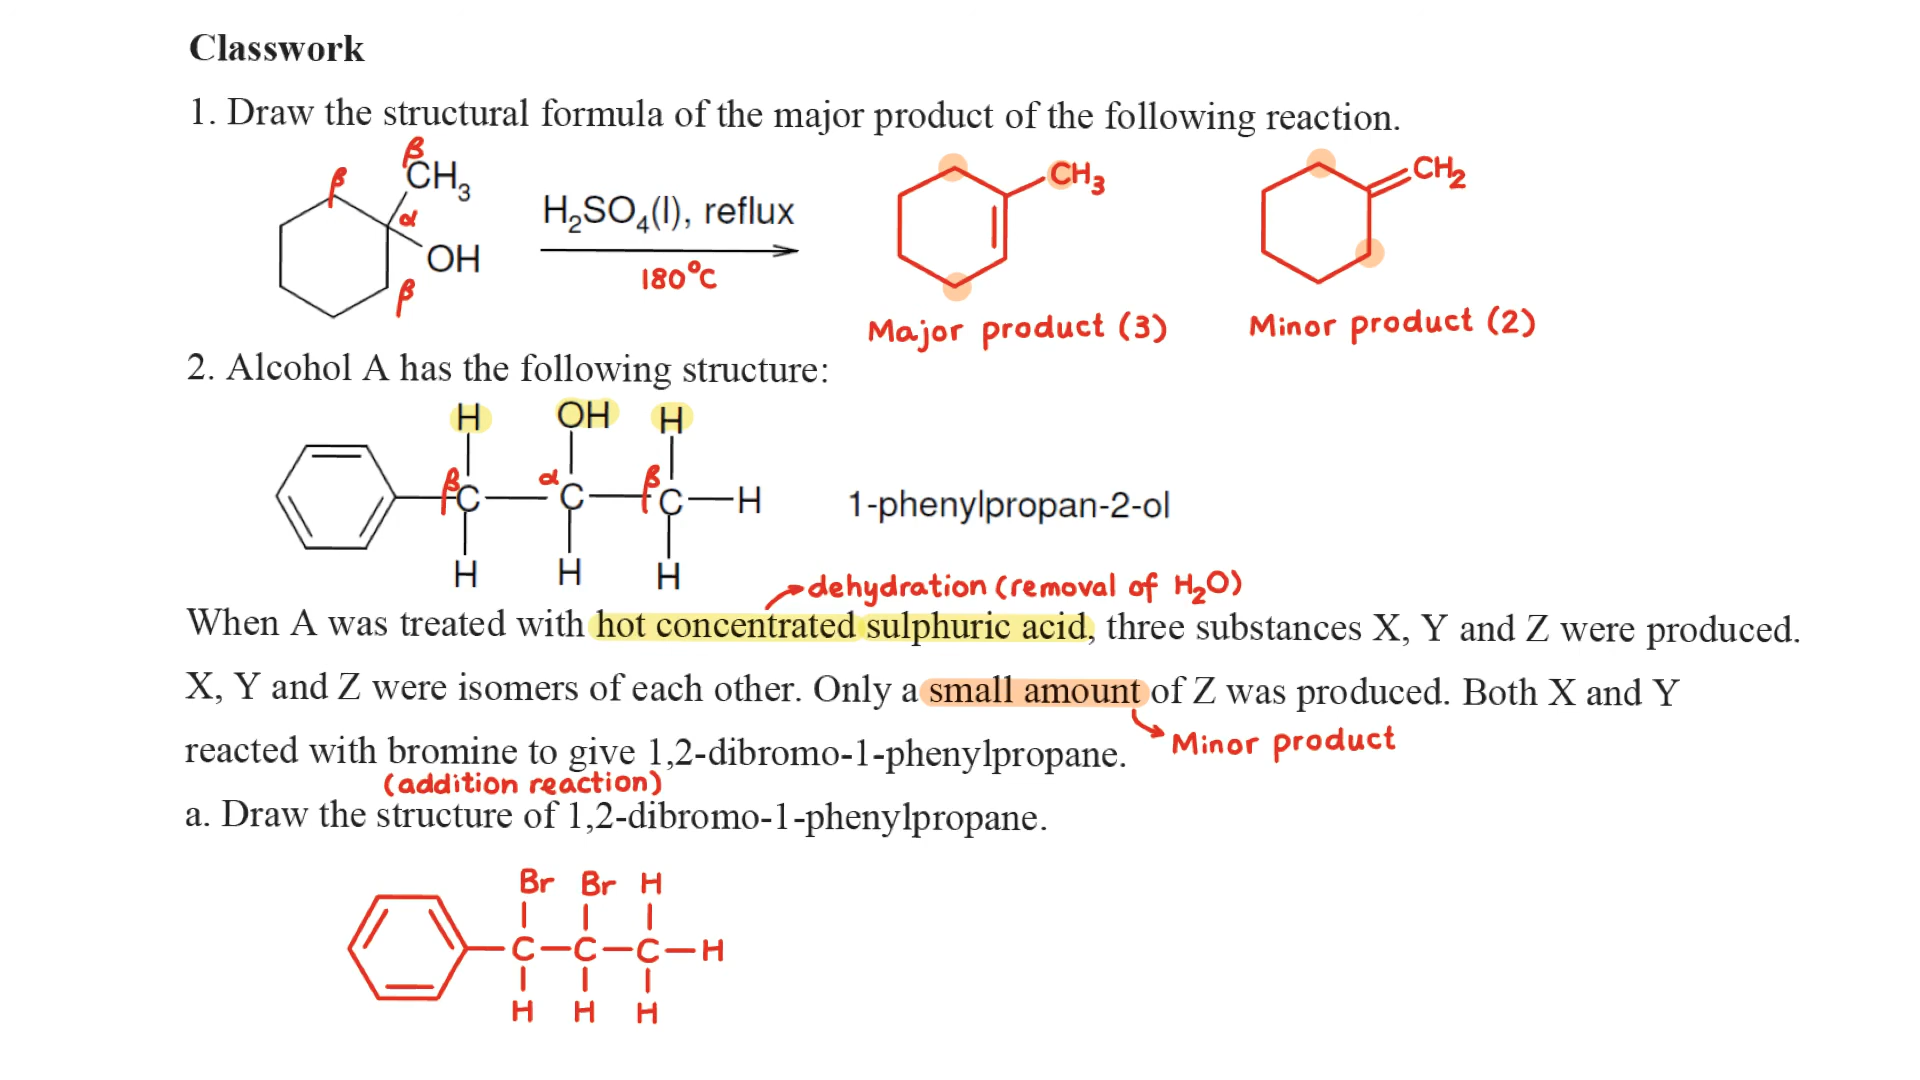 Classwork
1. Draw the structural formula of the major product of the following reaction.
β
β CH₃
α
OH
β
H₂SO₄(l), reflux
180°C
CH₃
CH₂
Major product (3)
Minor product (2)
2. Alcohol A has the following structure:
H OH H
β C α C β C H
H H H
1-phenylpropan-2-ol
dehydration (removal of H₂O)
When A was treated with hot concentrated sulphuric acid, three substances X, Y and Z were produced.
X, Y and Z were isomers of each other. Only a small amount of Z was produced. Both X and Y
Minor product
reacted with bromine to give 1,2-dibromo-1-phenylpropane.
(addition reaction)
a. Draw the structure of 1,2-dibromo-1-phenylpropane.
Br Br H
C C C H
H H H